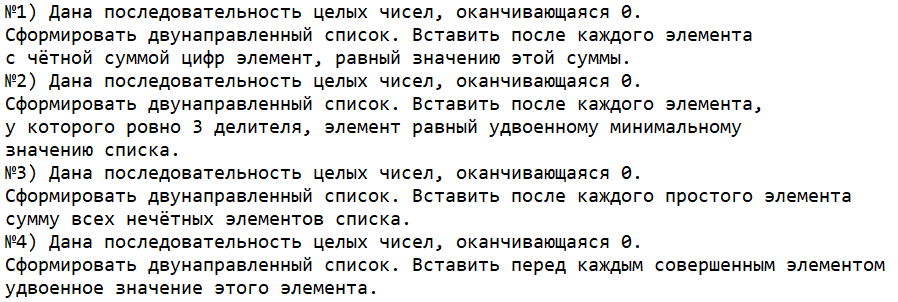 №1) Дана последовательность целых чисел, оканчивающаяся 0.
Сформировать двунаправленный список. Вставить после каждого элемента
с чётной суммой цифр элемент, равный значению этой суммы.
№2) Дана последовательность целых чисел, оканчивающаяся 0.
Сформировать двунаправленный список. Вставить после каждого элемента,
у которого ровно 3 делителя, элемент равный удвоенному минимальному
значению списка.
№3) Дана последовательность целых чисел, оканчивающаяся 0.
Сформировать двунаправленный список. Вставить после каждого простого элемента
сумму всех нечётных элементов списка.
№4) Дана последовательность целых чисел, оканчивающаяся 0.
Сформировать двунаправленный список. Вставить перед каждым совершенным элементом
удвоенное значение этого элемента.